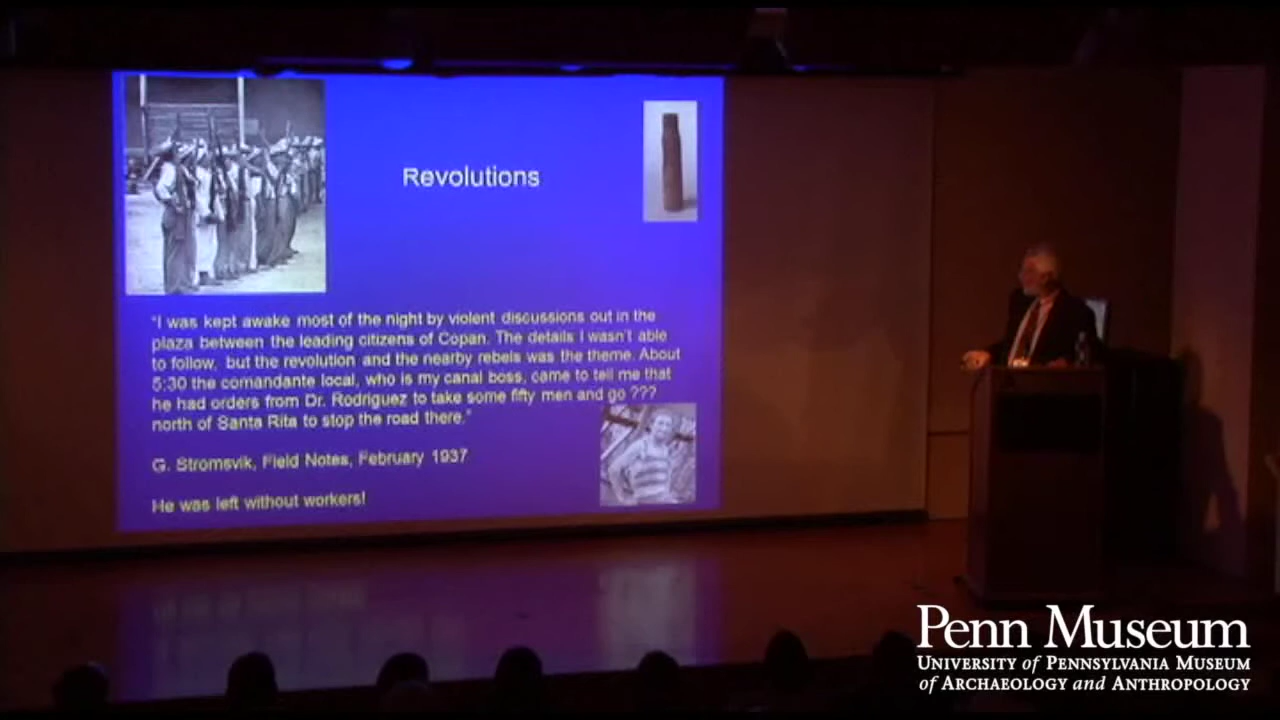 Revolutions
"I was kept awake most of the night by violent discussions out in the
plaza between the leading citizens of Copan. The details I wasn't able
to follow, but the revolution and the nearby rebels was the theme. About
5:30 the comandante local, who is my canal boss, came to tell me that
he had orders from Dr. Rodriguez to take some fifty men and go ???
north of Santa Rita to stop the road there."
G. Stromsvik, Field Notes, February 1937
He was left without workers!
Penn Museum
UNIVERSITY of PENNSYLVANIA MUSEUM
of ARCHAEOLOGY and ANTHROPOLOGY